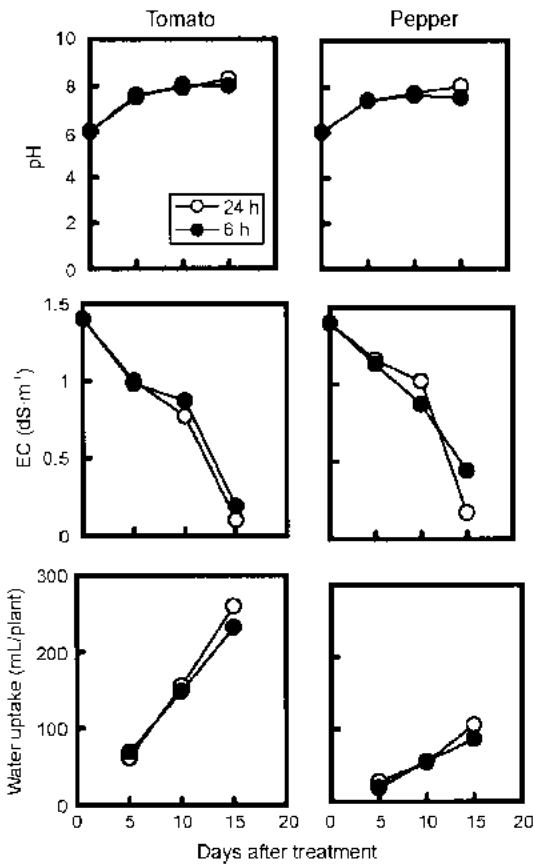 Tomato
Pepper
10
8
6
4
2
0
pH
24 h
6 h
1.5
1
0.5
0
EC (dS·m⁻¹)
300
200
100
0
Water uptake (mL/plant)
0 5 10 15 20
0 5 10 15 20
Days after treatment